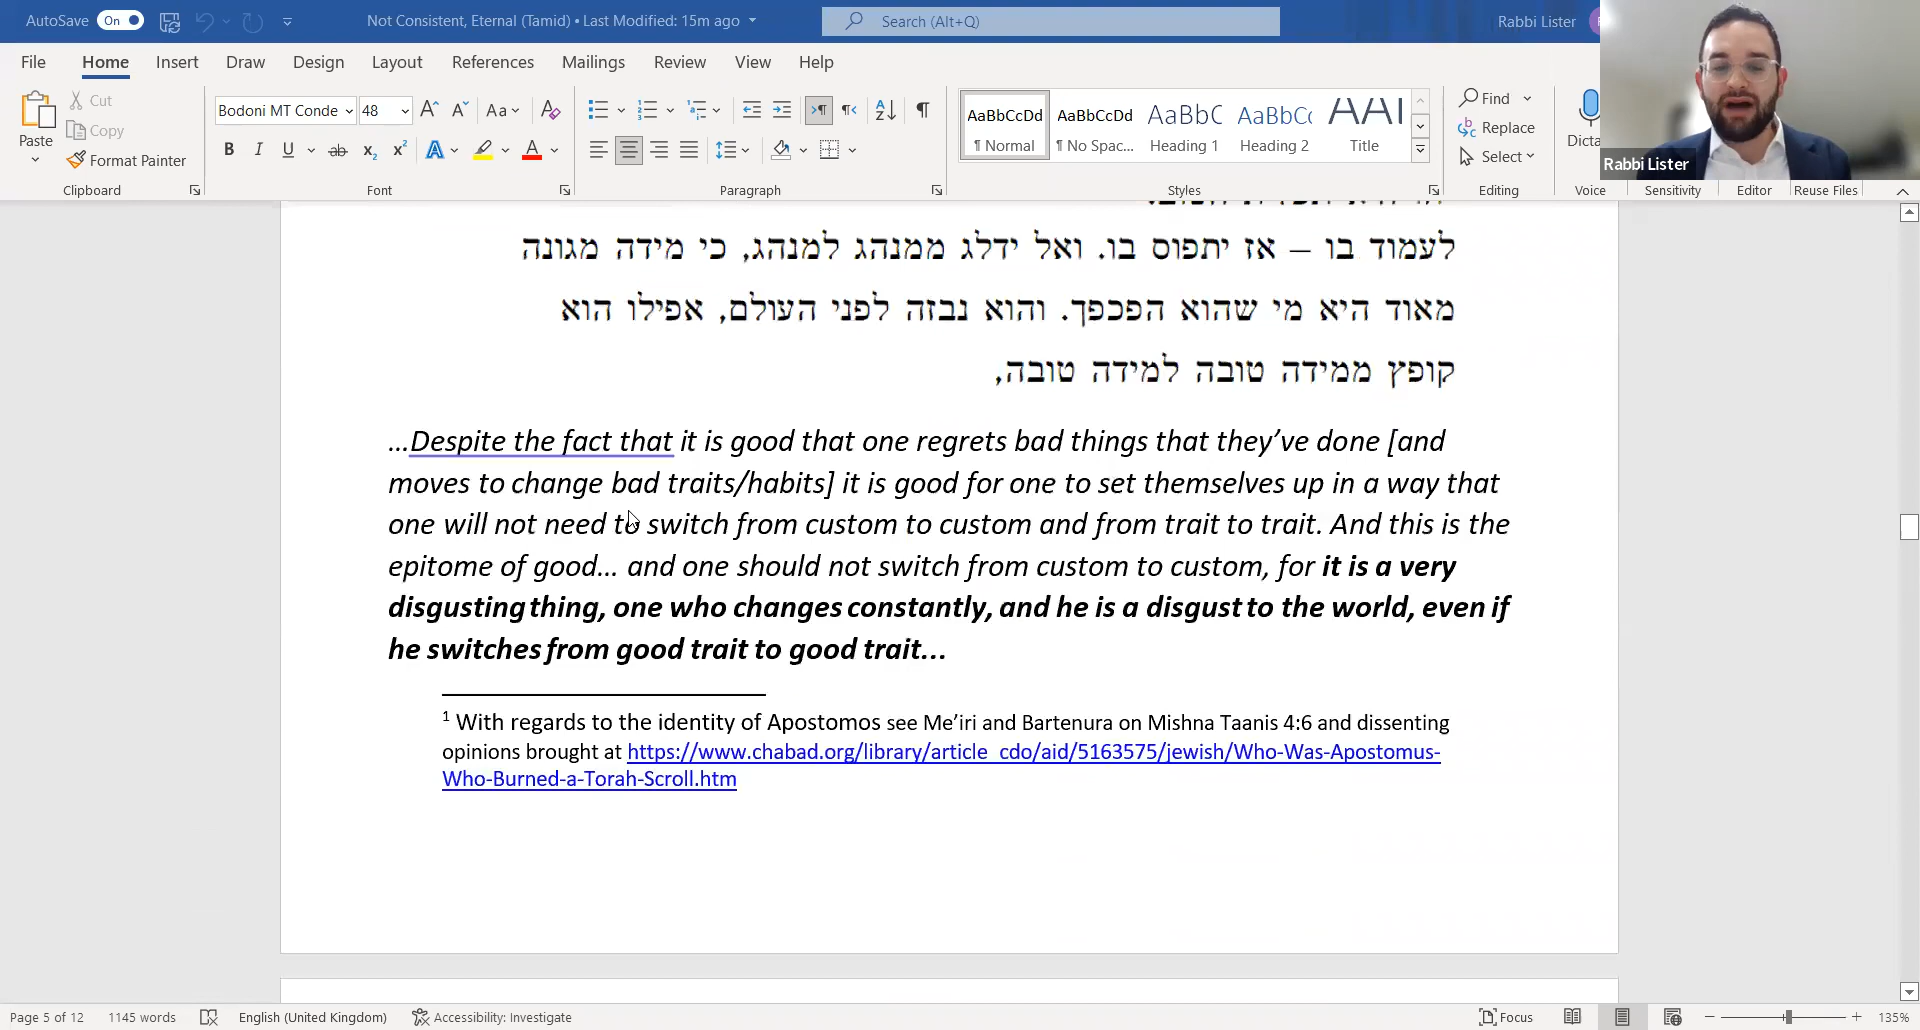 AutoSave On
Not Consistent, Eternal (Tamid) • Last Modified: 15m ago
Search (Alt+Q)
Rabbi Lister
File Home Insert Draw Design Layout References Mailings Review View Help
Paste
Cut
Copy
Format Painter
Clipboard
Bodoni MT Conde 48
Font
Paragraph
AaBbCcDd ¶ Normal
AaBbCcDd ¶ No Spac...
AaBbC Heading 1
AaBbCc Heading 2
AAI Title
Styles
Find
Replace
Select
Editing
Dicta
Voice
Sensitivity
Editor
Reuse Files
Rabbi Lister
לעמוד בו – אז יתפוס בו. ואל ידלג ממנהג למנהג, כי מידה מגונה
מאוד היא מי שהוא הפכפך. והוא נבזה לפני העולם, אפילו הוא
קופץ ממידה טובה למידה טובה,
...Despite the fact that it is good that one regrets bad things that they’ve done [and
moves to change bad traits/habits] it is good for one to set themselves up in a way that
one will not need to switch from custom to custom and from trait to trait. And this is the
epitome of good... and one should not switch from custom to custom, for it is a very
disgusting thing, one who changes constantly, and he is a disgust to the world, even if
he switches from good trait to good trait...
1 With regards to the identity of Apostomos see Me’iri and Bartenura on Mishna Taanis 4:6 and dissenting
opinions brought at https://www.chabad.org/library/article_cdo/aid/5163575/jewish/Who-Was-Apostomus-
Who-Burned-a-Torah-Scroll.htm
Page 5 of 12 1145 words English (United Kingdom) Accessibility: Investigate Focus 135%